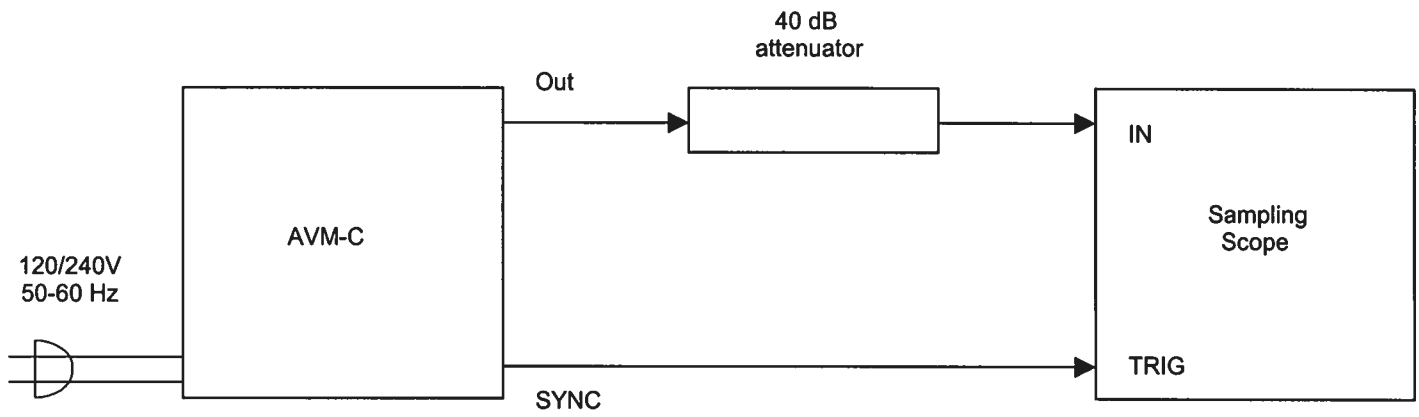 40 dB
attenuator
Out
IN
AVM-C
Sampling
Scope
120/240V
50-60 Hz
TRIG
SYNC